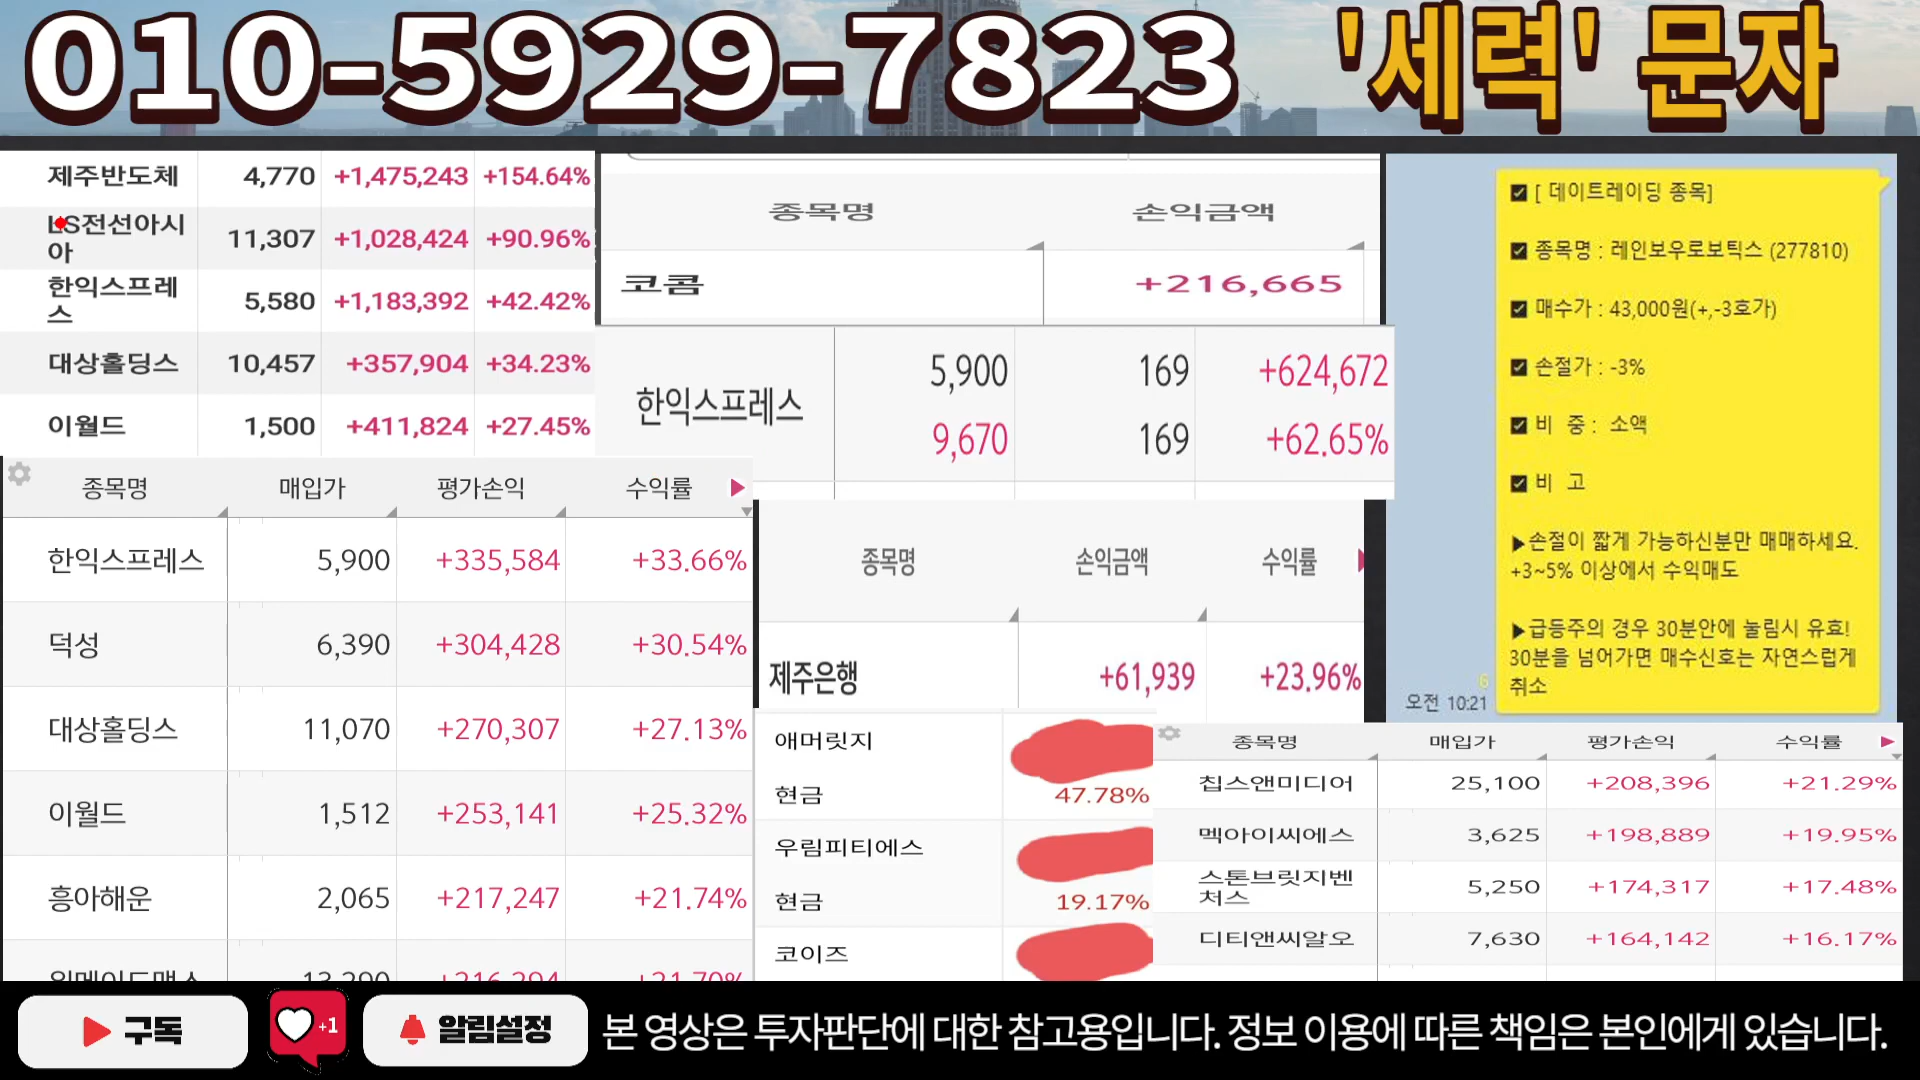 010-5929-7823 '세력' 문자
제주반도체 4,770 +1,475,243 +154.64%
LS전선아시아 11,307 +1,028,424 +90.96%
한익스프레스 5,580 +1,183,392 +42.42%
대상홀딩스 10,457 +357,904 +34.23%
이월드 1,500 +411,824 +27.45%
종목명 손익금액
코콤 +216,665
한익스프레스 5,900 169 +624,672
9,670 169 +62.65%
종목명 매입가 평가손익 수익률
한익스프레스 5,900 +335,584 +33.66%
덕성 6,390 +304,428 +30.54%
대상홀딩스 11,070 +270,307 +27.13%
이월드 1,512 +253,141 +25.32%
흥아해운 2,065 +217,247 +21.74%
종목명 손익금액 수익률
제주은행 +61,939 +23.96%
애머릿지
현금 47.78%
우림피티에스
현금 19.17%
코이즈
[ 데이트레이딩 종목]
종목명 : 레인보우로보틱스 (277810)
매수가 : 43,000원(+,-3호가)
손절가 : -3%
비 중 : 소액
비 고
▶손절이 짧게 가능하신분만 매매하세요.
+3~5% 이상에서 수익매도
▶급등주의 경우 30분안에 눌림시 유효!
30분을 넘어가면 매수신호는 자연스럽게
취소
6
오전 10:21
종목명 매입가 평가손익 수익률
칩스앤미디어 25,100 +208,396 +21.29%
멕아이씨에스 3,625 +198,889 +19.95%
스톤브릿지벤처스 5,250 +174,317 +17.48%
디티앤씨알오 7,630 +164,142 +16.17%
구독 +1 알림설정 본 영상은 투자판단에 대한 참고용입니다. 정보 이용에 따른 책임은 본인에게 있습니다.